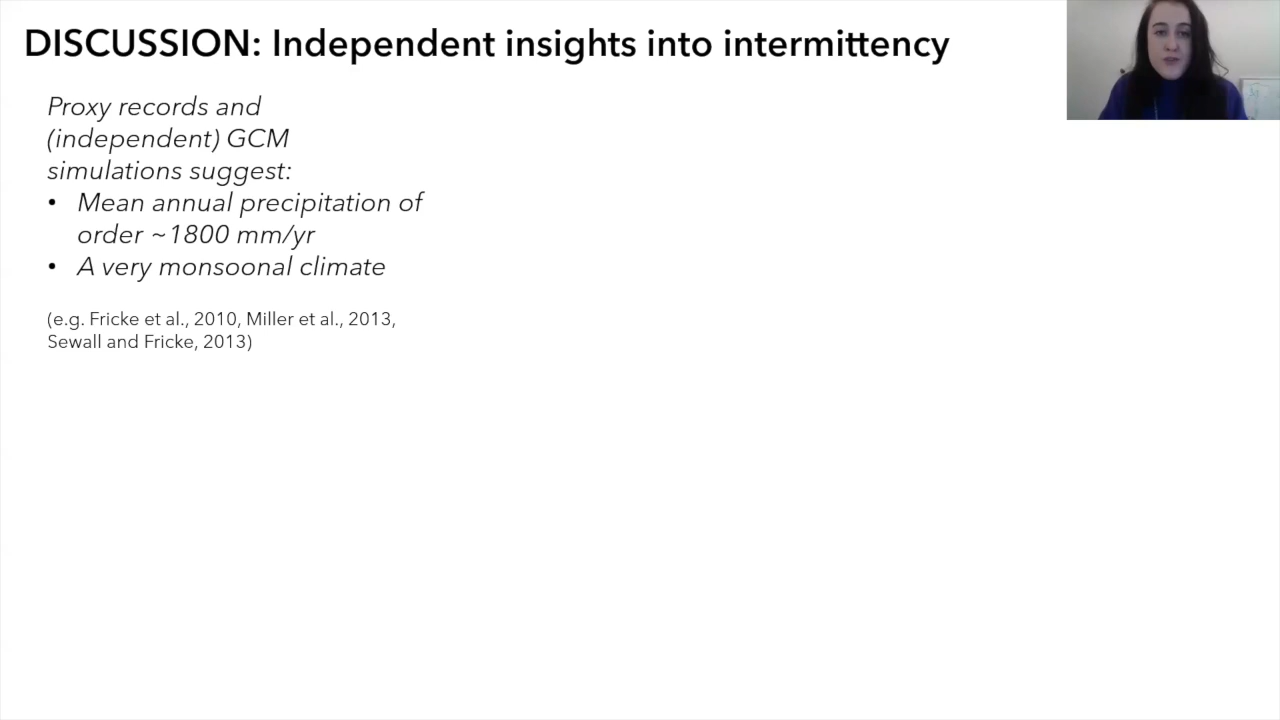 DISCUSSION: Independent insights into intermittency
Proxy records and
(independent) GCM
simulations suggest:
• Mean annual precipitation of
order ~1800 mm/yr
• A very monsoonal climate
(e.g. Fricke et al., 2010, Miller et al., 2013,
Sewall and Fricke, 2013)